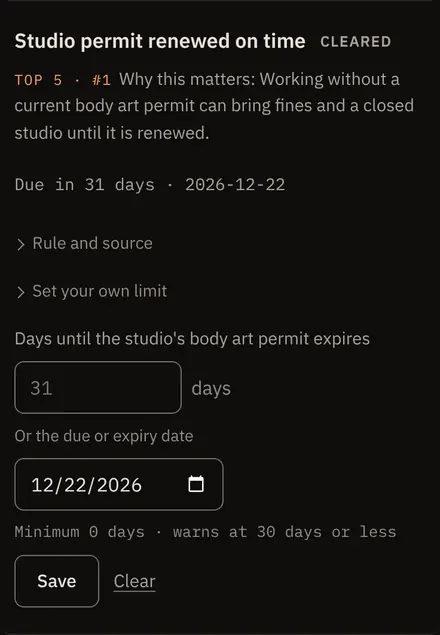 Studio permit renewed on time CLEARED
TOP 5 · #1 Why this matters: Working without a
current body art permit can bring fines and a closed
studio until it is renewed.
Due in 31 days · 2026-12-22
Rule and source
Set your own limit
Days until the studio's body art permit expires
31 days
Or the due or expiry date
12/22/2026
Minimum 0 days · warns at 30 days or less
Save Clear